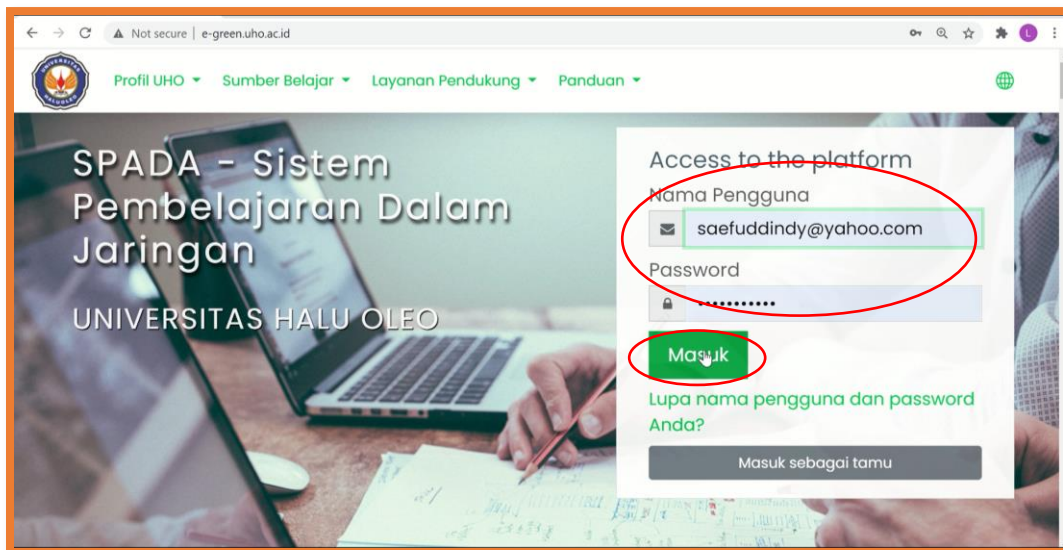 Not secure | e-green.uho.ac.id
L
Profil UHO Sumber Belajar Layanan Pendukung Panduan
SPADA - Sistem
Pembelajaran Dalam
Jaringan
UNIVERSITAS HALU OLEO
Access to the platform
Nama Pengguna
saefuddindy@yahoo.com
Password
•••••••••••
Masuk
Lupa nama pengguna dan password
Anda?
Masuk sebagai tamu